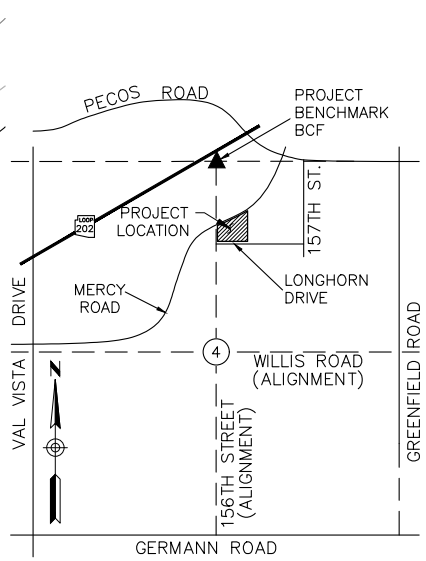 PECOS ROAD
PROJECT
BENCHMARK
BCF
LOOP
202
PROJECT
LOCATION
157TH ST.
MERCY
ROAD
LONGHORN
DRIVE
VAL VISTA DRIVE
4
WILLIS ROAD
(ALIGNMENT)
GREENFIELD ROAD
N
156TH STREET
(ALIGNMENT)
GERMANN ROAD